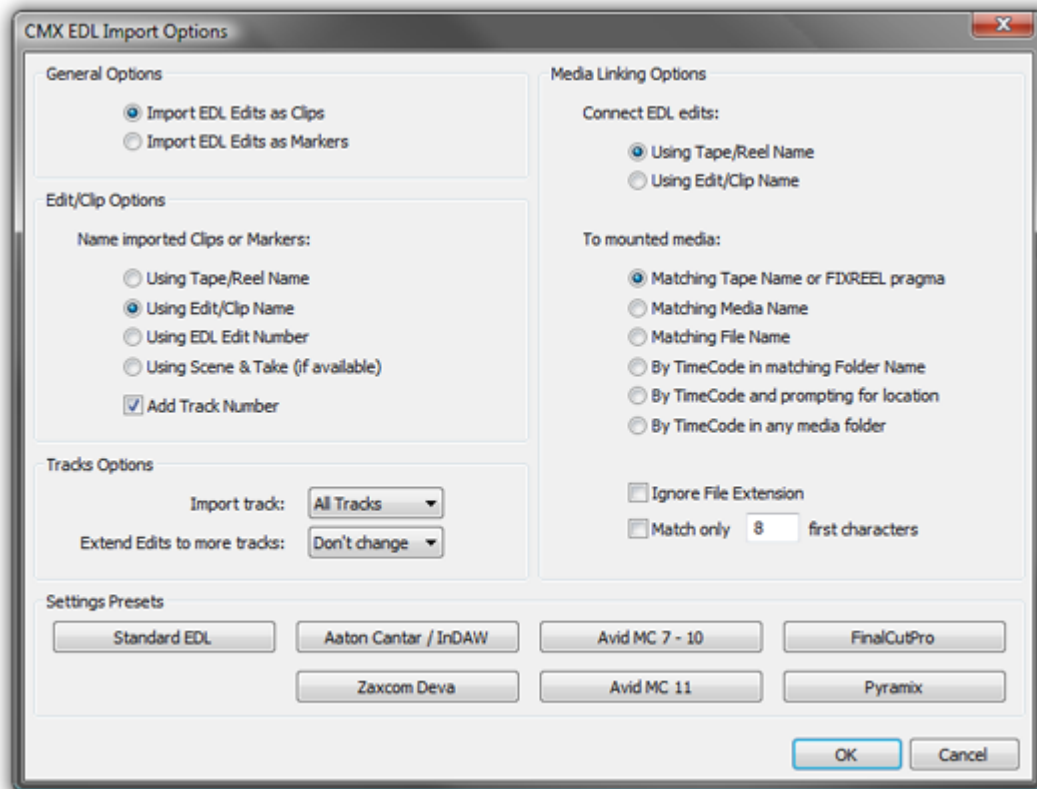 CMX EDL Import Options
General Options
Import EDL Edits as Clips
Import EDL Edits as Markers
Edit/Clip Options
Name imported Clips or Markers:
Using Tape/Reel Name
Using Edit/Clip Name
Using EDL Edit Number
Using Scene & Take (if available)
Add Track Number
Tracks Options
Import track: All Tracks
Extend Edits to more tracks: Don't change
Media Linking Options
Connect EDL edits:
Using Tape/Reel Name
Using Edit/Clip Name
To mounted media:
Matching Tape Name or FIXREEL pragma
Matching Media Name
Matching File Name
By TimeCode in matching Folder Name
By TimeCode and prompting for location
By TimeCode in any media folder
Ignore File Extension
Match only 8 first characters
Settings Presets
Standard EDL Aaton Cantar / InDAW Avid MC 7 - 10 FinalCutPro
Zaxcom Deva Avid MC 11 Pyramix
OK Cancel